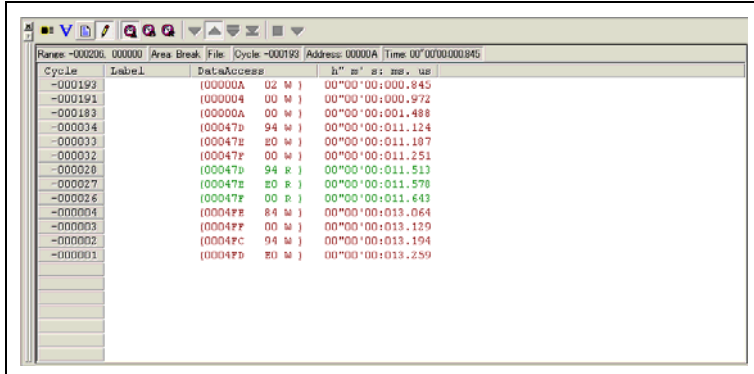 Range: -000206, 000000 Area: Break File: Cycle: -000193 Address: 00000A Time: 00"00'00:000.845
Cycle Label DataAccess h" m' s: ms. us
-000193 (00000A 02 W ) 00"00'00:000.845
-000191 (000004 00 W ) 00"00'00:000.972
-000183 (00000A 00 W ) 00"00'00:001.488
-000034 (00047D 94 W ) 00"00'00:011.124
-000033 (00047E E0 W ) 00"00'00:011.187
-000032 (00047F 00 W ) 00"00'00:011.251
-000028 (00047D 94 R ) 00"00'00:011.513
-000027 (00047E E0 R ) 00"00'00:011.578
-000026 (00047F 00 R ) 00"00'00:011.643
-000004 (0004FE 84 W ) 00"00'00:013.064
-000003 (0004FF 00 W ) 00"00'00:013.129
-000002 (0004FC 94 W ) 00"00'00:013.194
-000001 (0004FD E0 W ) 00"00'00:013.259